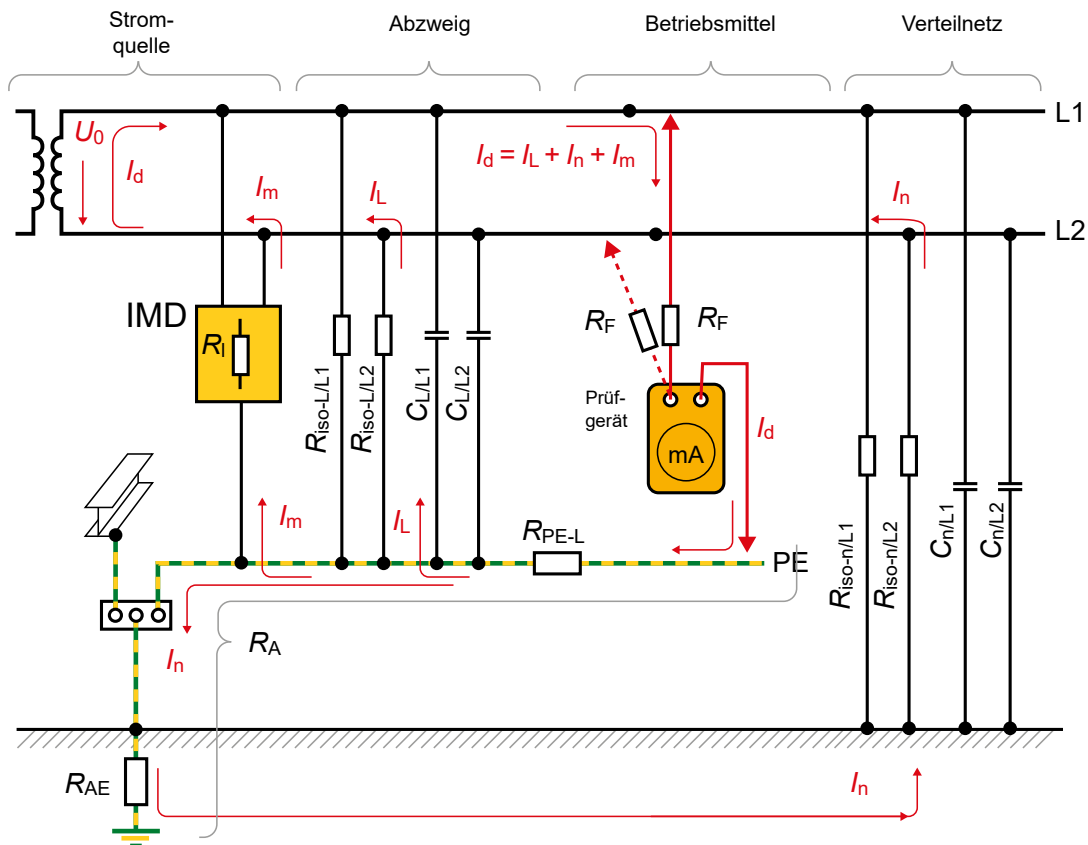 Strom-
quelle
Abzweig
Betriebsmittel
Verteilnetz
L1
U0
Id
Im
IL
Id = IL + In + Im
In
L2
IMD
RI
Riso-L/L1
Riso-L/L2
CL/L1
CL/L2
RF
RF
Prüf-
gerät
mA
Id
Riso-n/L1
Riso-n/L2
Cn/L1
Cn/L2
Im
IL
RPE-L
PE
In
RA
RAE
In